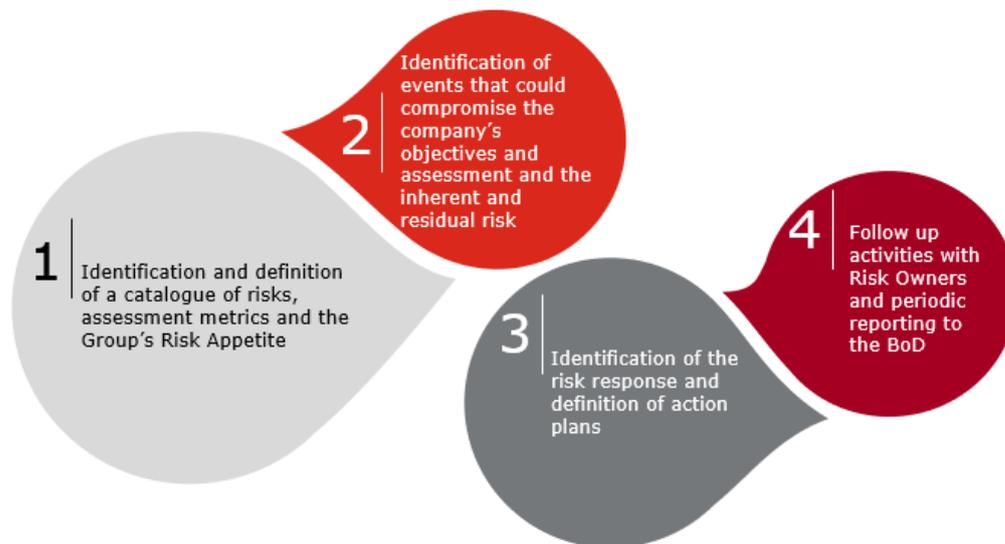 1
Identification and definition
of a catalogue of risks,
assessment metrics and the
Group's Risk Appetite
2
Identification of
events that could
compromise the
company's
objectives and
assessment and the
inherent and
residual risk
3
Identification of the
risk response and
definition of action
plans
4
Follow up
activities with
Risk Owners
and periodic
reporting to
the BoD